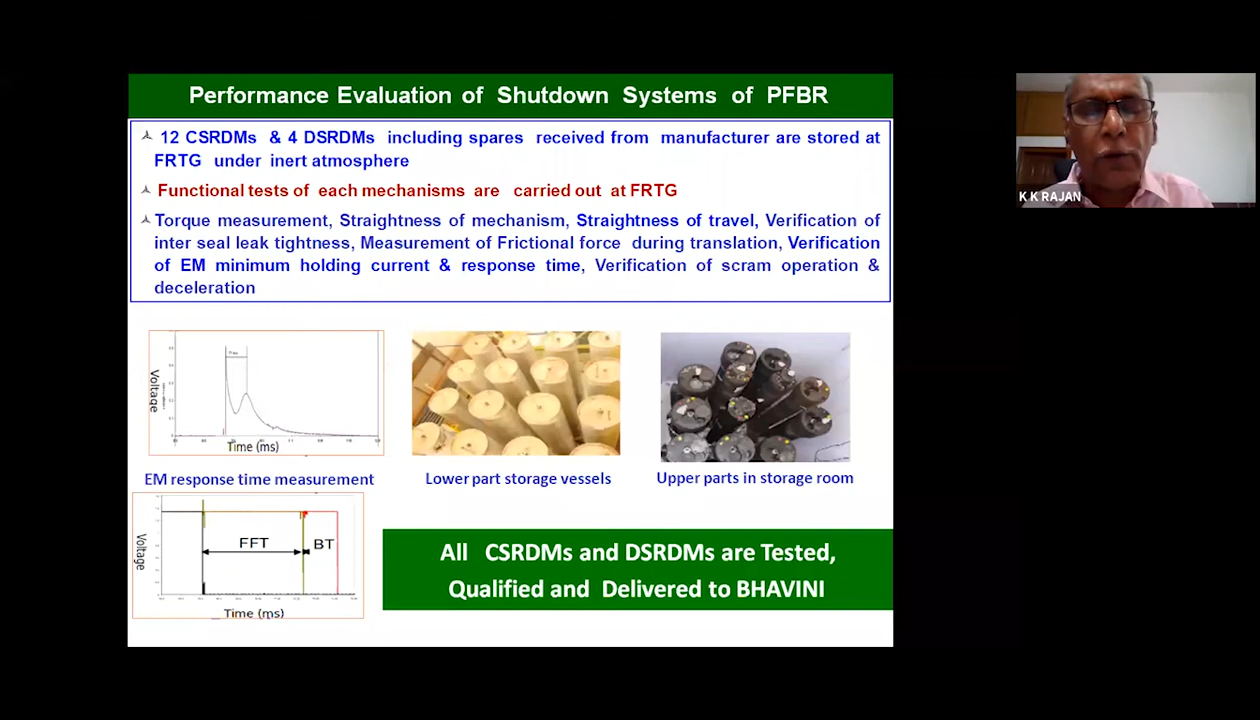 Performance Evaluation of Shutdown Systems of PFBR
12 CSRDMs & 4 DSRDMs including spares received from manufacturer are stored at
FRTG under inert atmosphere
Functional tests of each mechanisms are carried out at FRTG
Torque measurement, Straightness of mechanism, Straightness of travel, Verification of
inter seal leak tightness, Measurement of Frictional force during translation, Verification
of EM minimum holding current & response time, Verification of scram operation &
deceleration
Voltage
Time (ms)
EM response time measurement
Lower part storage vessels
Upper parts in storage room
Voltage
FFT
BT
Time (ms)
All CSRDMs and DSRDMs are Tested,
Qualified and Delivered to BHAVINI
K K RAJAN